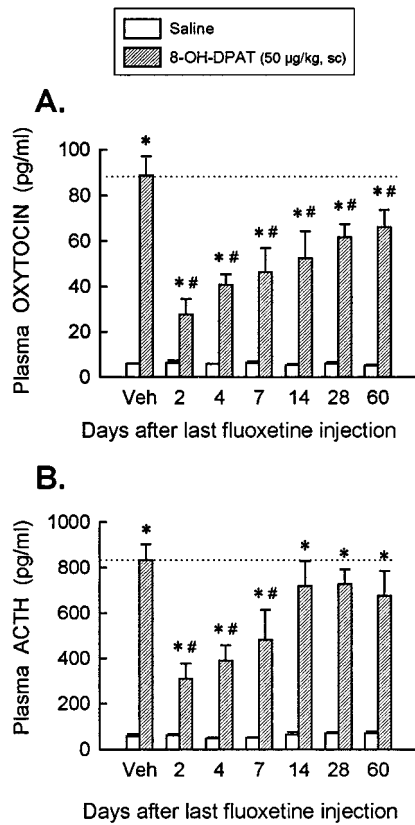 Saline
8-OH-DPAT (50 µg/kg, sc)
A.
Plasma OXYTOCIN (pg/ml)
100
80
60
40
20
0
*
*#
*#
*#
*#
*#
*#
Veh 2 4 7 14 28 60
Days after last fluoxetine injection
B.
Plasma ACTH (pg/ml)
1000
800
600
400
200
0
*
*#
*#
*#
*
*
*
Veh 2 4 7 14 28 60
Days after last fluoxetine injection